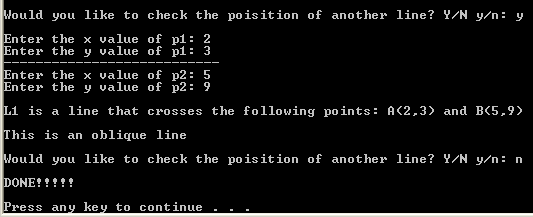 Would you like to check the poisition of another line? Y/N y/n: y
Enter the x value of p1: 2
Enter the y value of p1: 3
-----------------------------
Enter the x value of p2: 5
Enter the y value of p2: 9
L1 is a line that crosses the following points: A(2,3) and B(5,9)
This is an oblique line
Would you like to check the poisition of another line? Y/N y/n: n
DONE!!!!!
Press any key to continue . . .